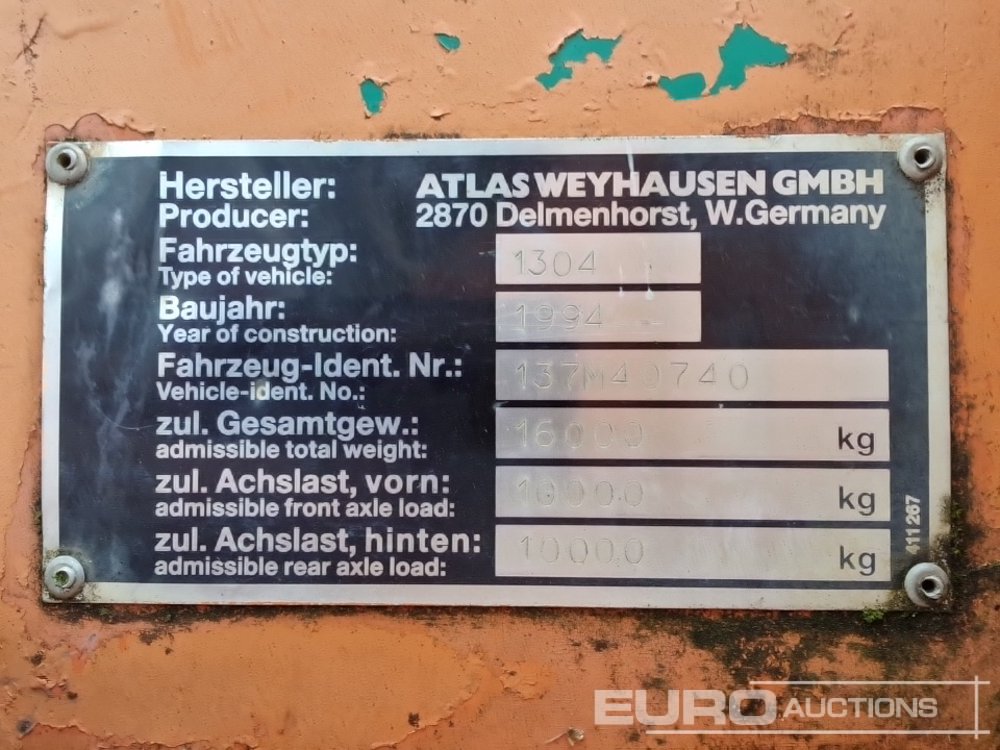 Hersteller: ATLAS WEYHAUSEN GMBH
Producer: 2870 Delmenhorst, W.Germany
Fahrzeugtyp: 1304
Type of vehicle:
Baujahr: 1994
Year of construction:
Fahrzeug-Ident. Nr.: 137M40740
Vehicle-ident. No.:
zul. Gesamtgew.: 16000 kg
admissible total weight:
zul. Achslast, vorn: 10000 kg
admissible front axle load:
zul. Achslast, hinten: 10000 kg
admissible rear axle load:
411267
EURO AUCTIONS